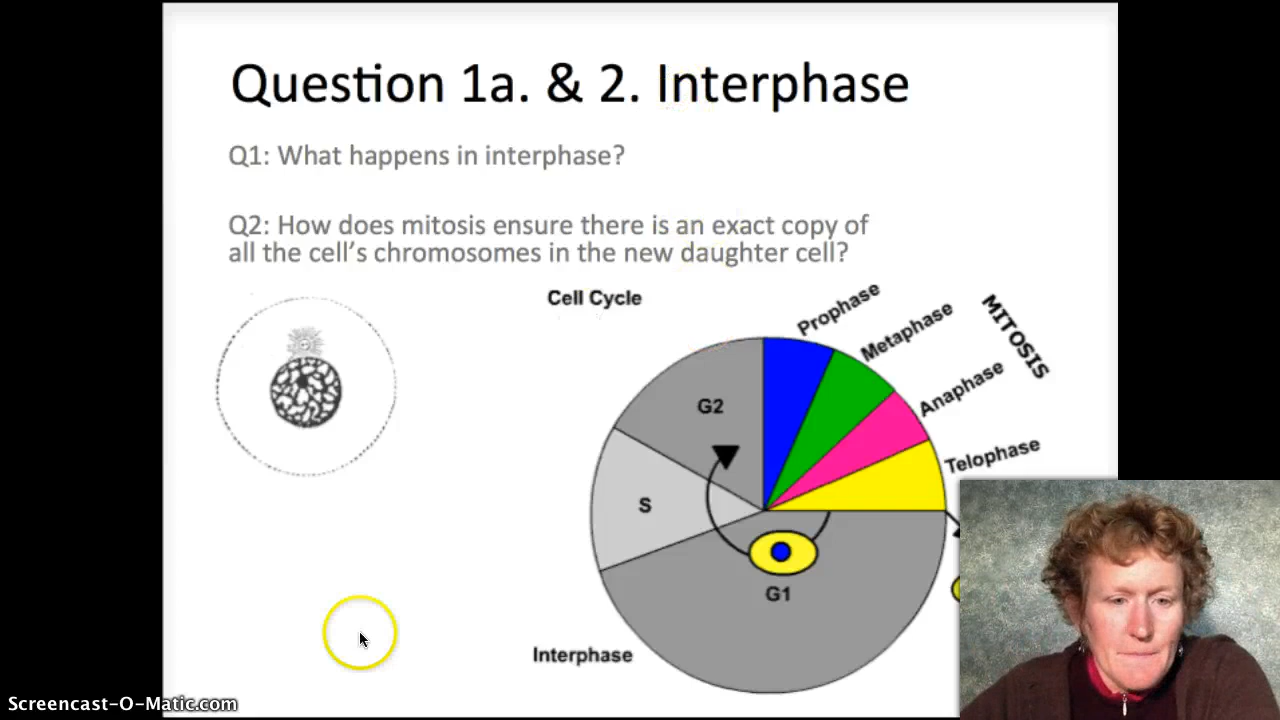 Question 1a. & 2. Interphase
Q1: What happens in interphase?
Q2: How does mitosis ensure there is an exact copy of
all the cell's chromosomes in the new daughter cell?
Cell Cycle
Prophase
Metaphase
MITOSIS
Anaphase
Telophase
G2
S
G1
Interphase
Screencast-O-Matic.com